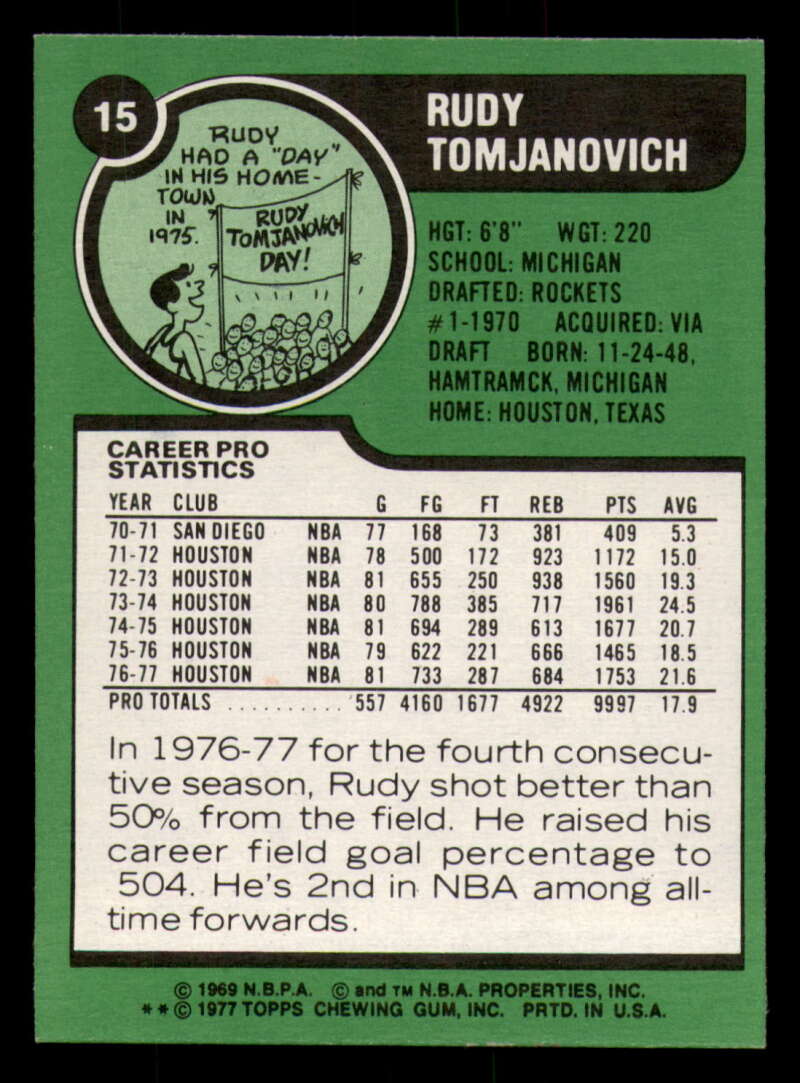 15
RUDY
TOMJANOVICH
RUDY
HAD A "DAY"
IN HIS HOME-
TOWN
IN
1975.
RUDY
TOMJANOVICH
DAY!
HGT: 6'8" WGT: 220
SCHOOL: MICHIGAN
DRAFTED: ROCKETS
#1-1970 ACQUIRED: VIA
DRAFT BORN: 11-24-48,
HAMTRAMCK, MICHIGAN
HOME: HOUSTON, TEXAS
CAREER PRO
STATISTICS
YEAR CLUB G FG FT REB PTS AVG
70-71 SAN DIEGO NBA 77 168 73 381 409 5.3
71-72 HOUSTON NBA 78 500 172 923 1172 15.0
72-73 HOUSTON NBA 81 655 250 938 1560 19.3
73-74 HOUSTON NBA 80 788 385 717 1961 24.5
74-75 HOUSTON NBA 81 694 289 613 1677 20.7
75-76 HOUSTON NBA 79 622 221 666 1465 18.5
76-77 HOUSTON NBA 81 733 287 684 1753 21.6
PRO TOTALS .......... 557 4160 1677 4922 9997 17.9
In 1976-77 for the fourth consecu-
tive season, Rudy shot better than
50% from the field. He raised his
career field goal percentage to
504. He's 2nd in NBA among all-
time forwards.
© 1969 N.B.P.A. © and TM N.B.A. PROPERTIES, INC.
**© 1977 TOPPS CHEWING GUM, INC. PRTD. IN U.S.A.